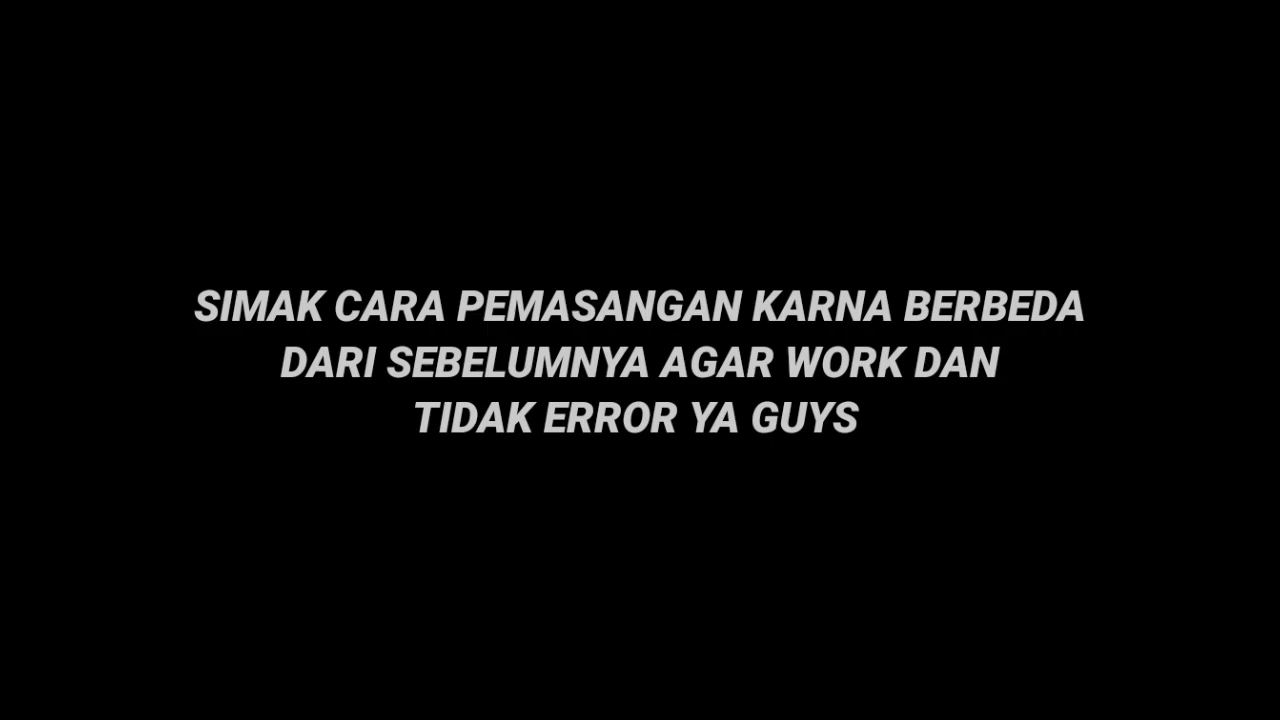 SIMAK CARA PEMASANGAN KARNA BERBEDA
DARI SEBELUMNYA AGAR WORK DAN
TIDAK ERROR YA GUYS